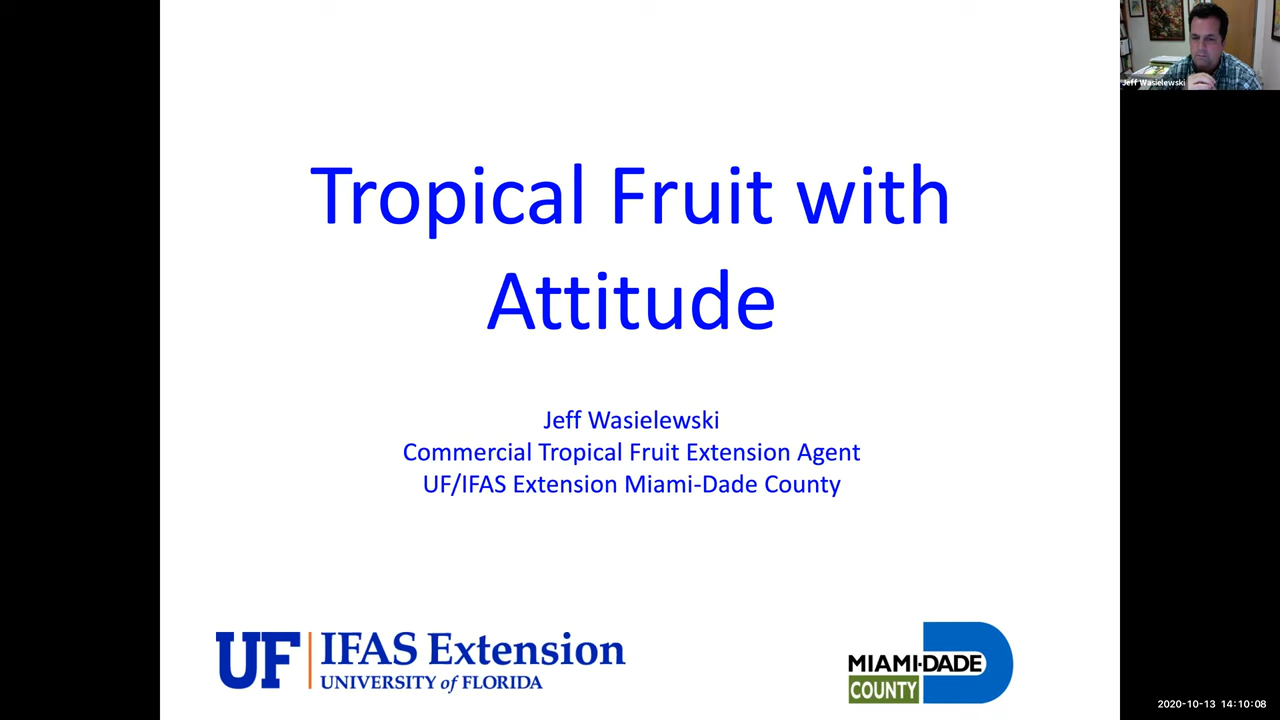 Jeff Wasielewski
Tropical Fruit with
Attitude
Jeff Wasielewski
Commercial Tropical Fruit Extension Agent
UF/IFAS Extension Miami-Dade County
UF IFAS Extension
UNIVERSITY of FLORIDA
MIAMI-DADE
COUNTY
2020-10-13 14:10:08